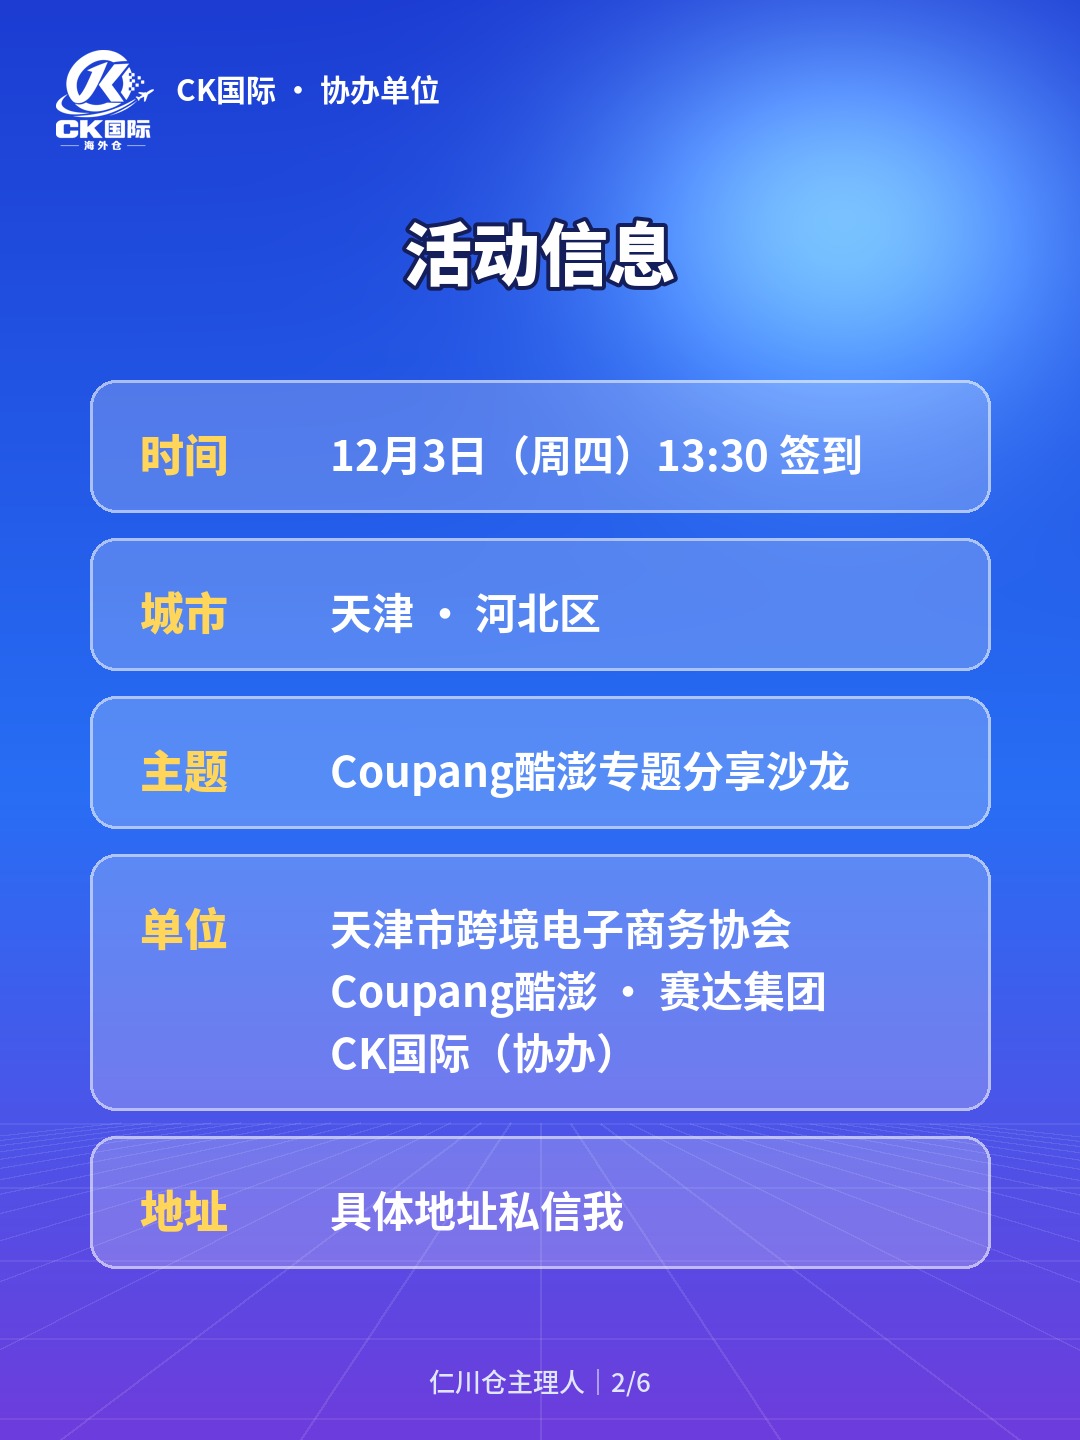 CK国际
海外仓
CK国际 · 协办单位
活动信息
时间 12月3日（周四）13:30 签到
城市 天津 · 河北区
主题 Coupang酷澎专题分享沙龙
单位 天津市跨境电子商务协会
Coupang酷澎 · 赛达集团
CK国际（协办）
地址 具体地址私信我
仁川仓主理人｜2/6